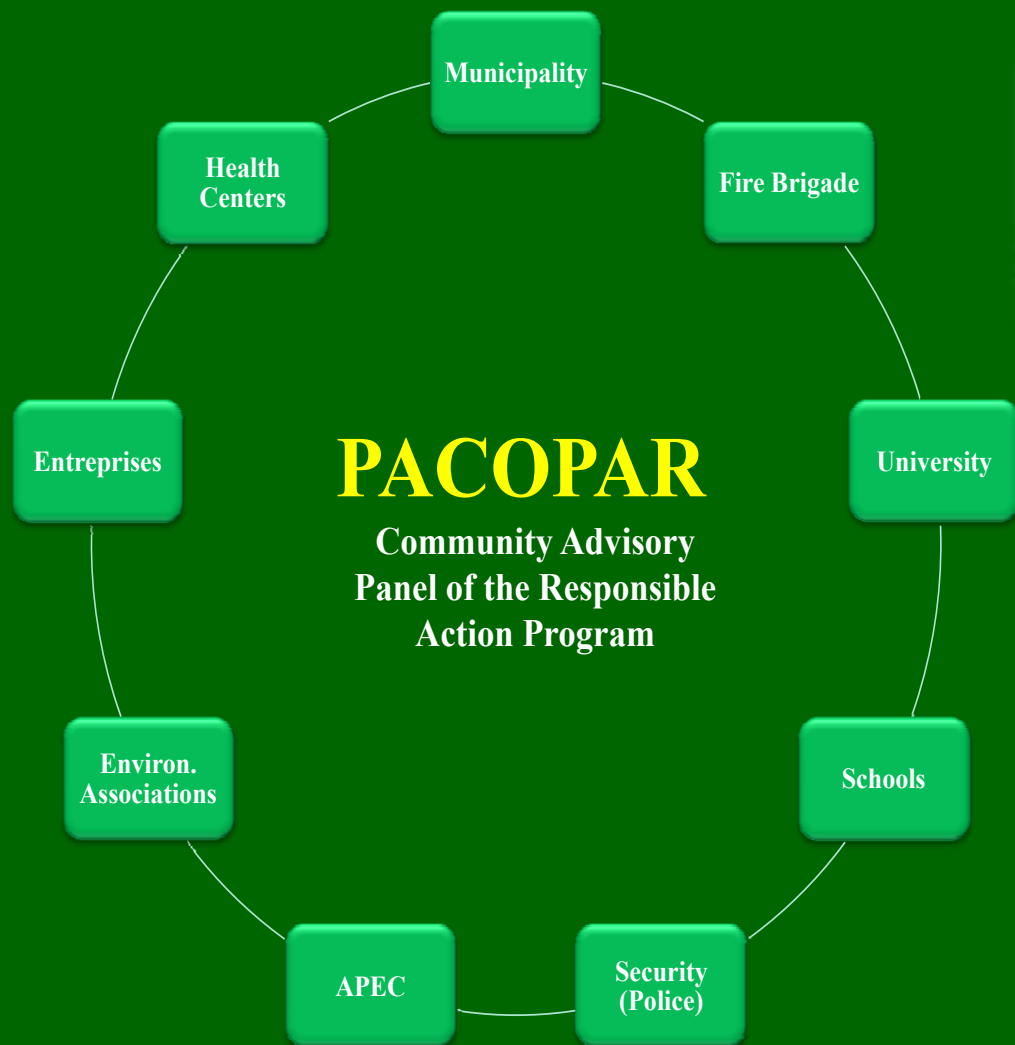 Municipality
Health
Centers
Fire Brigade
Entreprises
PACOPAR
Community Advisory
Panel of the Responsible
Action Program
University
Environ.
Associations
Schools
APEC
Security
(Police)